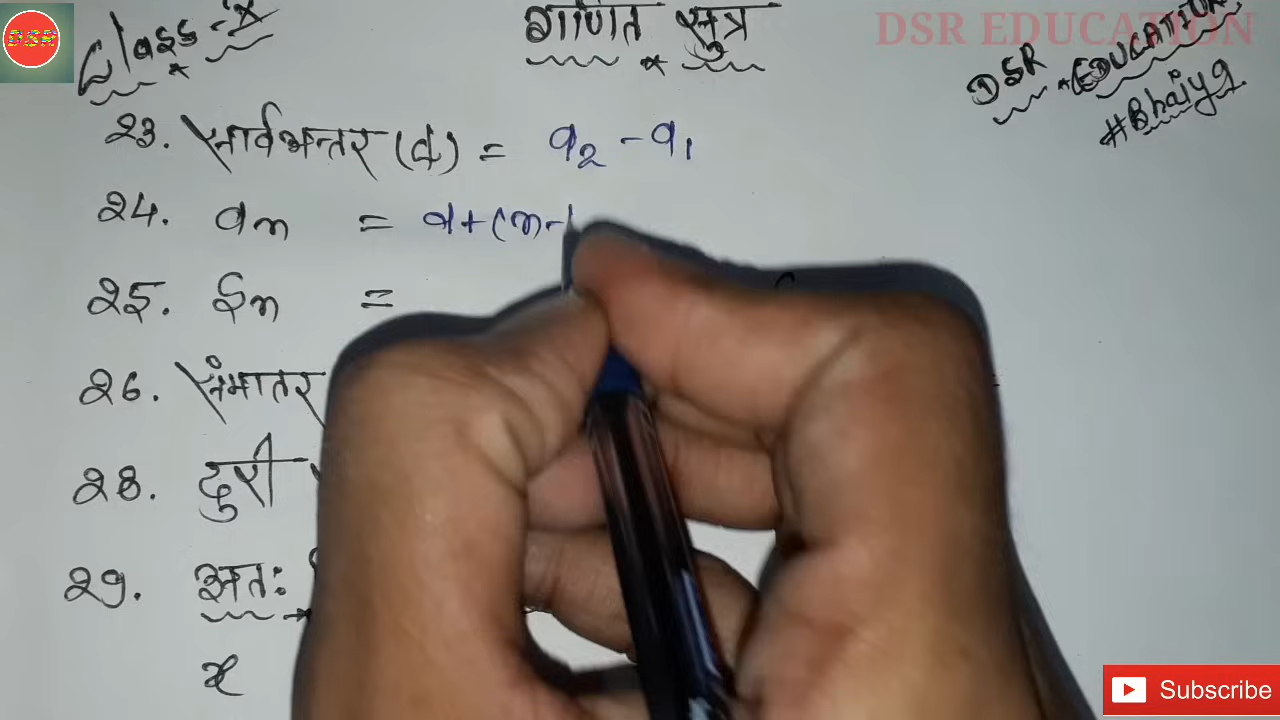 DSR
Class-X
गणित सुत्र
DSR EDUCATION
DSR EDUCATION
#Bhaiya
23. सार्वअन्तर (d) = a₂ - a₁
24. an = a+(n-1
25. Sn =
26. संमातर
28. दुरी
29. अतः
x
Subscribe